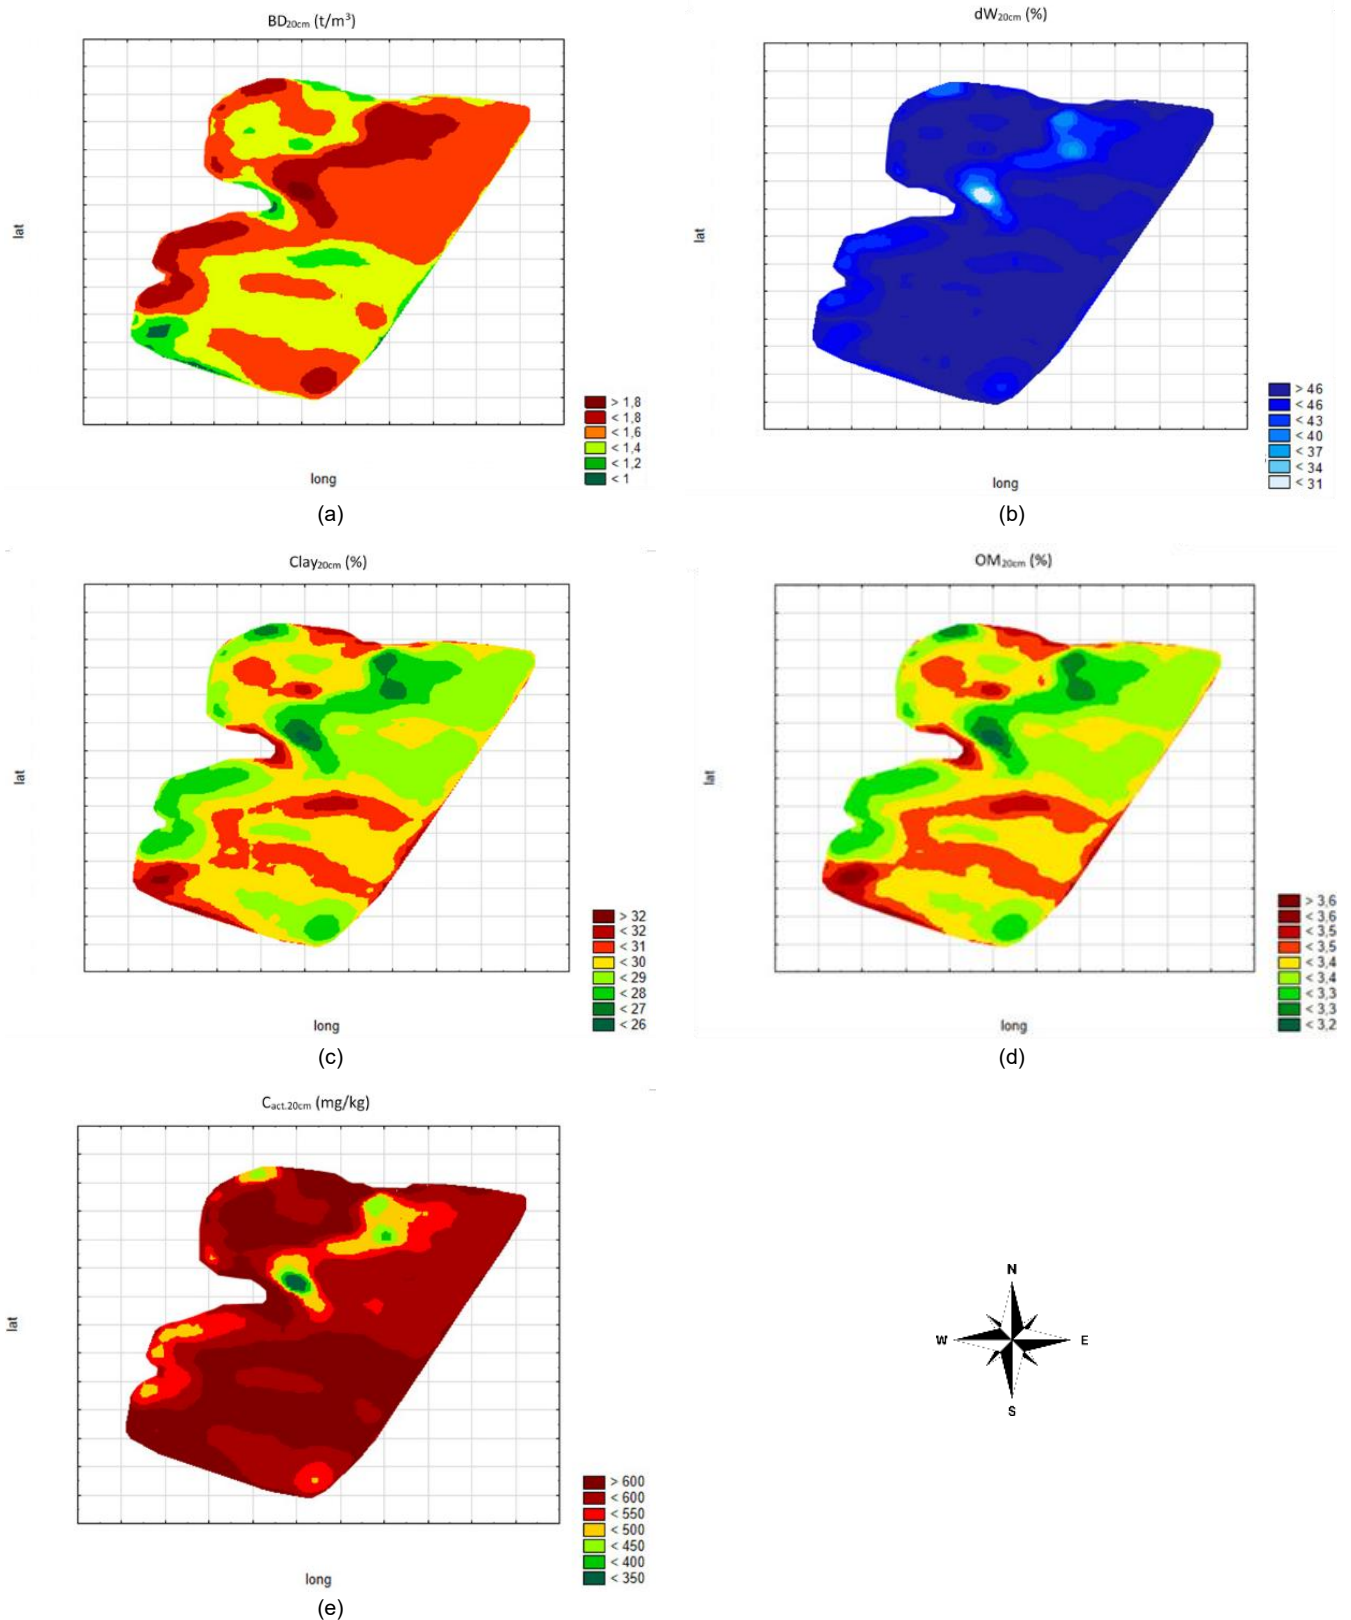 BD20cm (t/m³)
lat
> 1,8
< 1,8
< 1,6
< 1,4
< 1,2
< 1
long
(a)
dW20cm (%)
lat
> 46
< 46
< 43
< 40
< 37
< 34
< 31
long
(b)
Clay20cm (%)
lat
> 32
< 32
< 31
< 30
< 29
< 28
< 27
< 26
long
(c)
OM20cm (%)
lat
> 3,6
< 3,6
< 3,5
< 3,5
< 3,4
< 3,4
< 3,3
< 3,3
< 3,2
long
(d)
Cact.20cm (mg/kg)
lat
> 600
< 600
< 550
< 500
< 450
< 400
< 350
long
(e)
N
W E
S